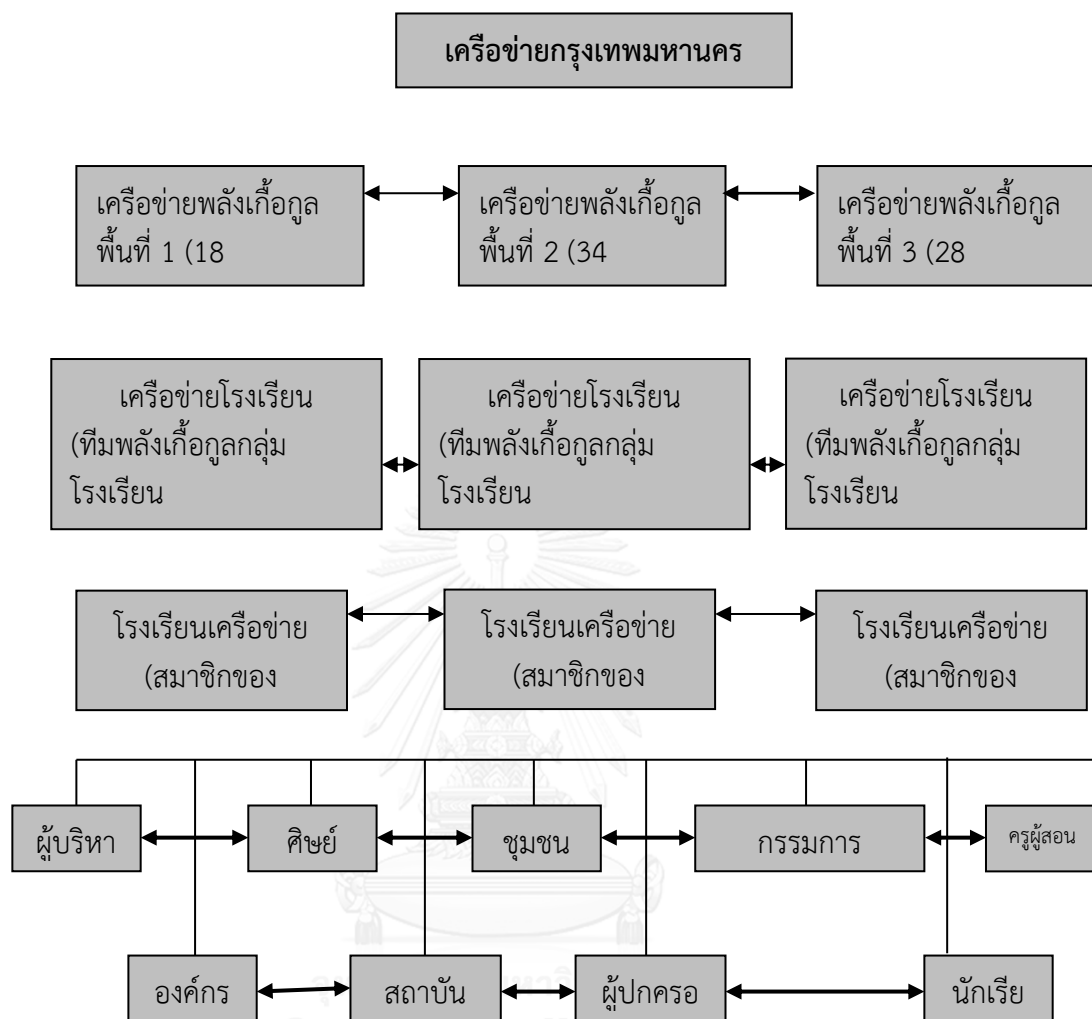 เครือข่ายกรุงเทพมหานคร
เครือข่ายพลังเกื้อกูล
พื้นที่ 1 (18
เครือข่ายพลังเกื้อกูล
พื้นที่ 2 (34
เครือข่ายพลังเกื้อกูล
พื้นที่ 3 (28
เครือข่ายโรงเรียน
(ทีมพลังเกื้อกูลกลุ่ม
โรงเรียน
เครือข่ายโรงเรียน
(ทีมพลังเกื้อกูลกลุ่ม
โรงเรียน
เครือข่ายโรงเรียน
(ทีมพลังเกื้อกูลกลุ่ม
โรงเรียน
โรงเรียนเครือข่าย
(สมาชิกของ
โรงเรียนเครือข่าย
(สมาชิกของ
โรงเรียนเครือข่าย
(สมาชิกของ
ผู้บริหา
ศิษย์
ชุมชน
กรรมการ
ครูผู้สอน
องค์กร
สถาบัน
ผู้ปกครอ
นักเรีย